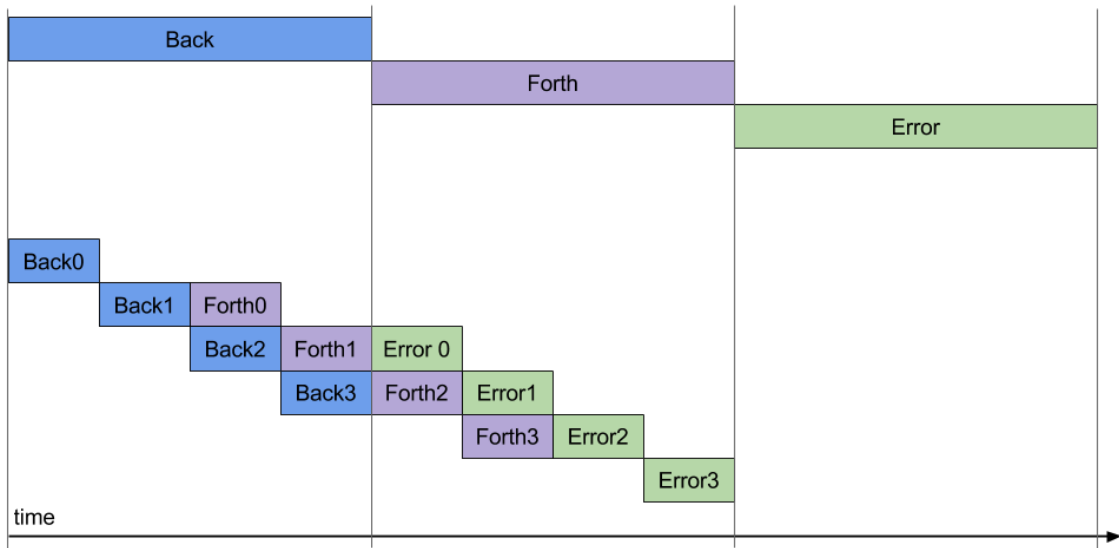 Back
Forth
Error
Back0
Back1 Forth0
Back2 Forth1 Error 0
Back3 Forth2 Error1
Forth3 Error2
Error3
time